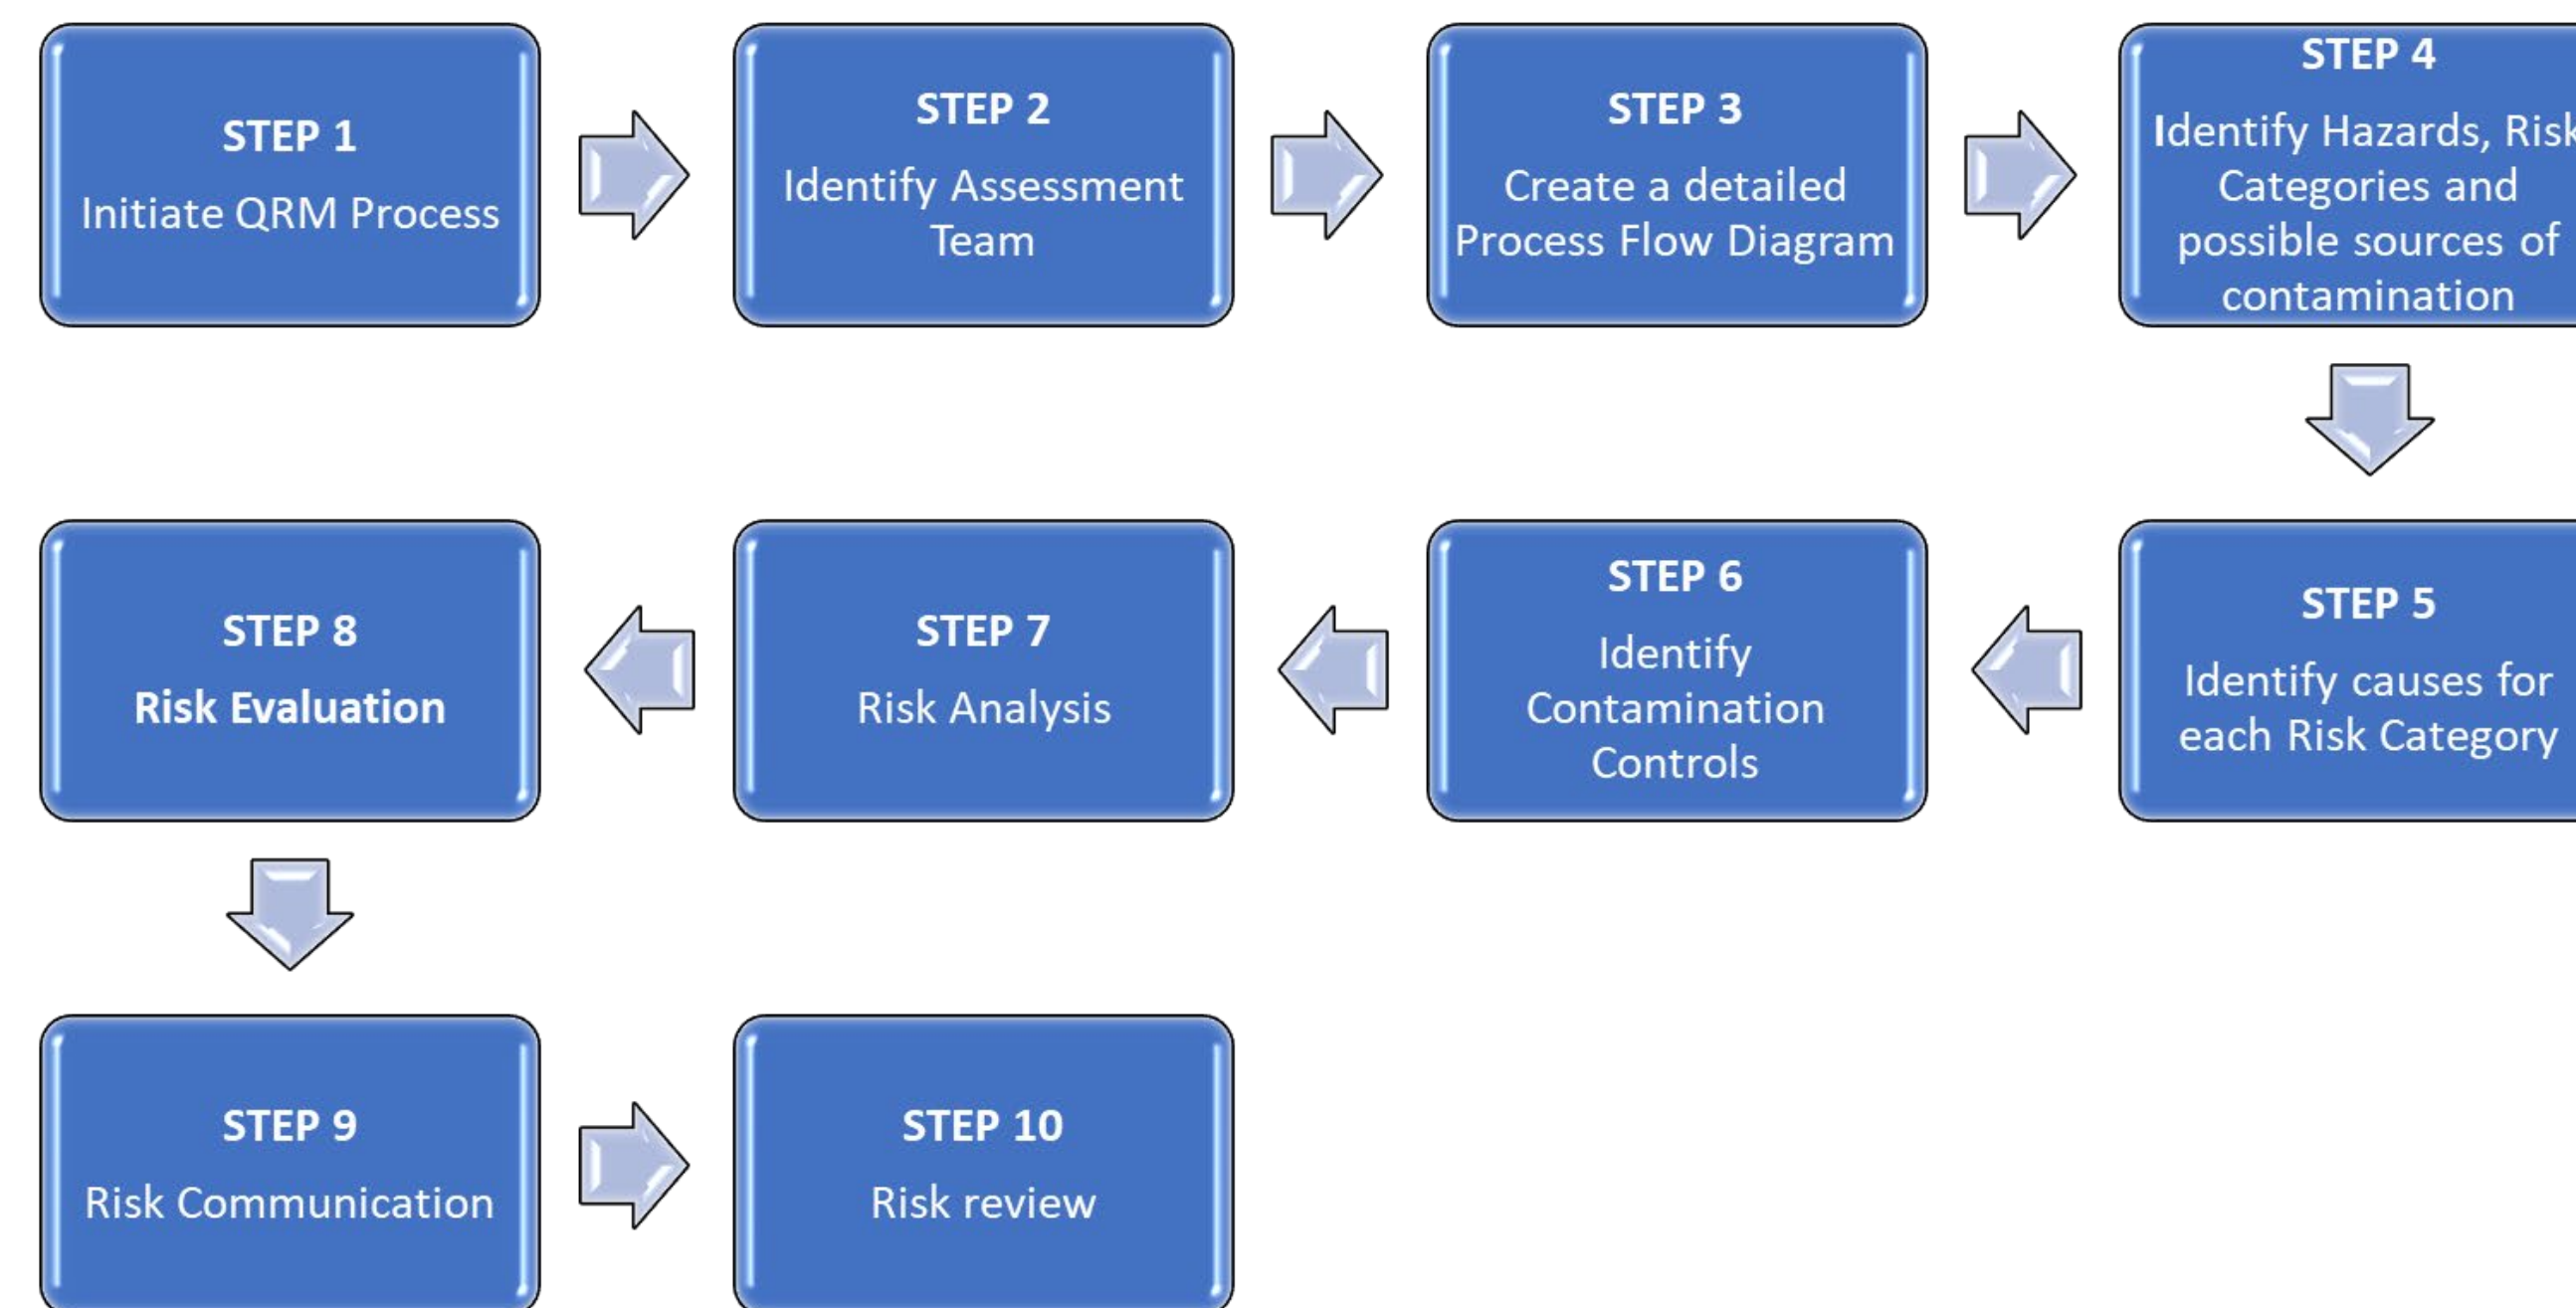 STEP 1
Initiate QRM Process
STEP 2
Identify Assessment
Team
STEP 3
Create a detailed
Process Flow Diagram
STEP 4
Identify Hazards, Risk
Categories and
possible sources of
contamination
STEP 5
Identify causes for
each Risk Category
STEP 6
Identify
Contamination
Controls
STEP 7
Risk Analysis
STEP 8
Risk Evaluation
STEP 9
Risk Communication
STEP 10
Risk review